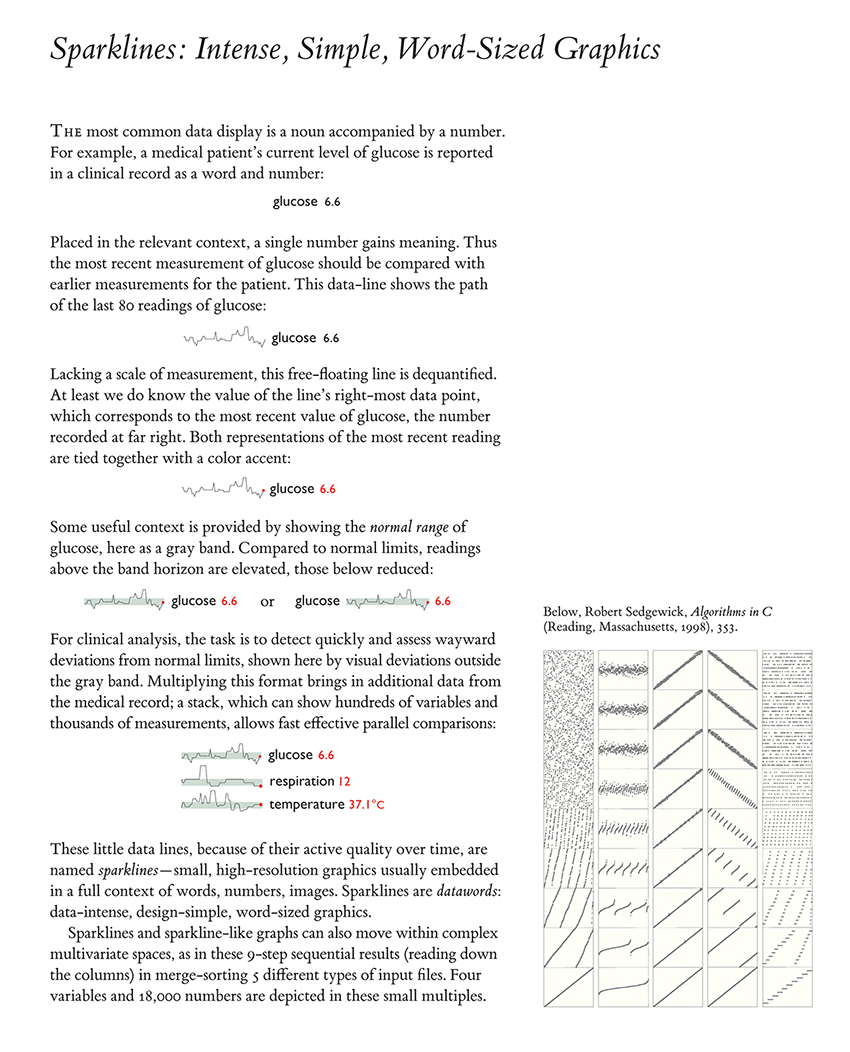 Sparklines: Intense, Simple, Word-Sized Graphics
THE most common data display is a noun accompanied by a number.
For example, a medical patient's current level of glucose is reported
in a clinical record as a word and number:
glucose 6.6
Placed in the relevant context, a single number gains meaning. Thus
the most recent measurement of glucose should be compared with
earlier measurements for the patient. This data-line shows the path
of the last 80 readings of glucose:
glucose 6.6
Lacking a scale of measurement, this free-floating line is dequantified.
At least we do know the value of the line's right-most data point,
which corresponds to the most recent value of glucose, the number
recorded at far right. Both representations of the most recent reading
are tied together with a color accent:
glucose 6.6
Some useful context is provided by showing the normal range of
glucose, here as a gray band. Compared to normal limits, readings
above the band horizon are elevated, those below reduced:
glucose 6.6 or glucose 6.6
For clinical analysis, the task is to detect quickly and assess wayward
deviations from normal limits, shown here by visual deviations outside
the gray band. Multiplying this format brings in additional data from
the medical record; a stack, which can show hundreds of variables and
thousands of measurements, allows fast effective parallel comparisons:
glucose 6.6
respiration 12
temperature 37.1°C
These little data lines, because of their active quality over time, are
named sparklines—small, high-resolution graphics usually embedded
in a full context of words, numbers, images. Sparklines are datawords:
data-intense, design-simple, word-sized graphics.
Sparklines and sparkline-like graphs can also move within complex
multivariate spaces, as in these 9-step sequential results (reading down
the columns) in merge-sorting 5 different types of input files. Four
variables and 18,000 numbers are depicted in these small multiples.
Below, Robert Sedgewick, Algorithms in C
(Reading, Massachusetts, 1998), 353.